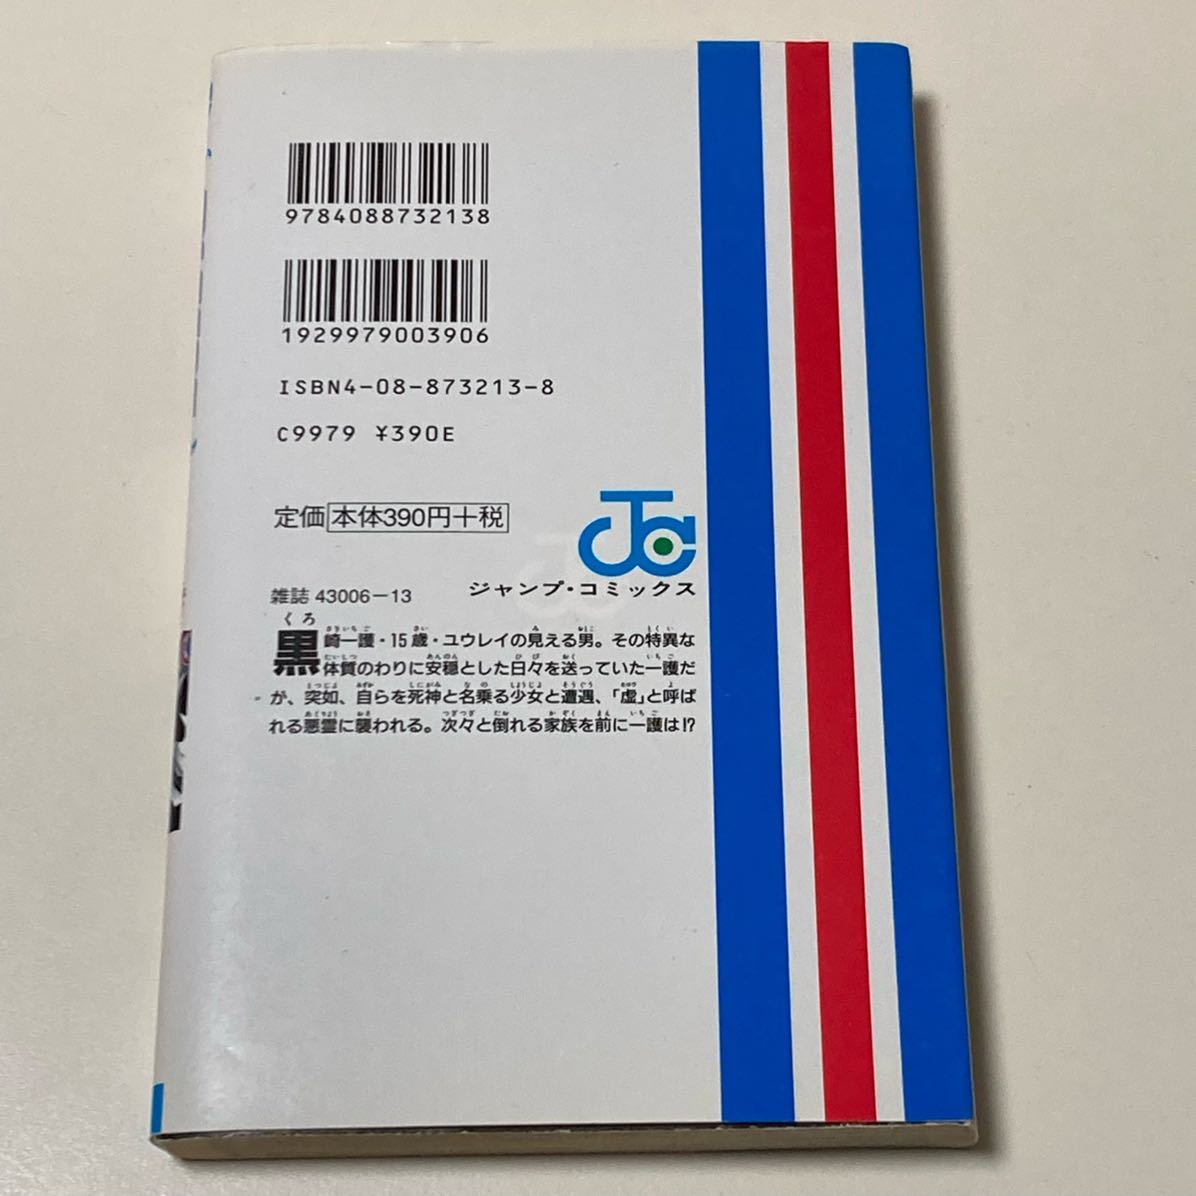 9784088732138
1929979003906
ISBN4-08-873213-8
C9979 ¥390E
定価 本体390円+税
JC
ジャンプ・コミックス
雑誌 43006-13
黒崎一護・15歳・ユウレイの見える男。その特異な
体質のわりに安穏とした日々を送っていた一護だ
が、突如、自らを死神と名乗る少女と遭遇、「虚」と呼ば
れる悪霊に襲われる。次々と倒れる家族を前に一護は!?